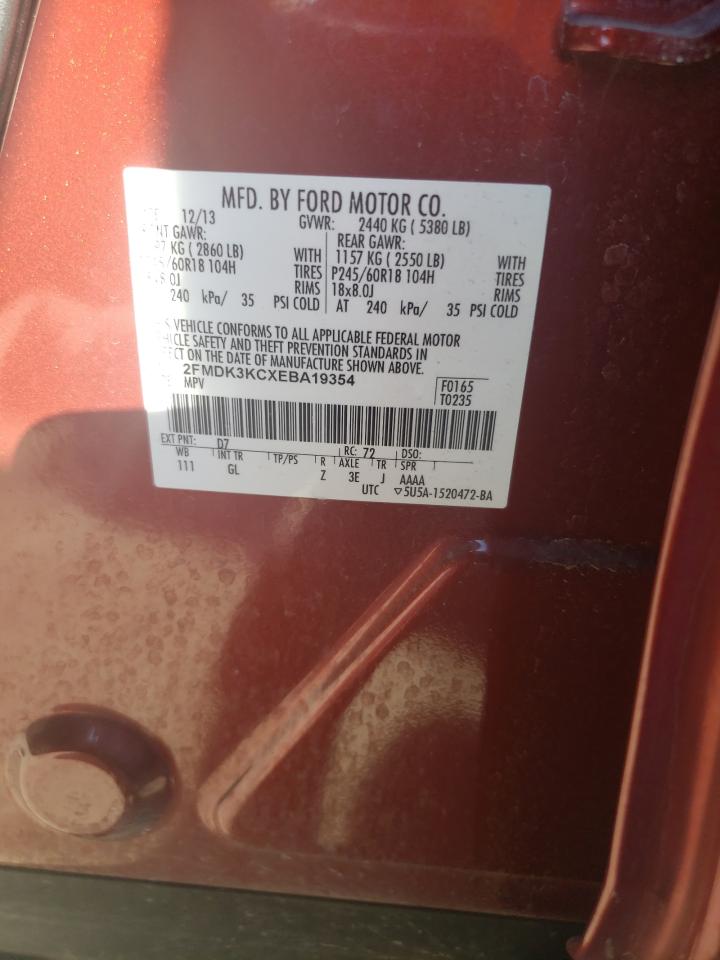 MFD. BY FORD MOTOR CO.
12/13 GVWR: 2440 KG ( 5380 LB)
GAWR: REAR GAWR:
KG ( 2860 LB) WITH 1157 KG ( 2550 LB) WITH
/60R18 104H TIRES P245/60R18 104H TIRES
RIMS 18x8.0J RIMS
240 kPa/ 35 PSI COLD AT 240 kPa/ 35 PSI COLD
VEHICLE CONFORMS TO ALL APPLICABLE FEDERAL MOTOR
SAFETY AND THEFT PREVENTION STANDARDS IN
ON THE DATE OF MANUFACTURE SHOWN ABOVE.
2FMDK3KCXEBA19354 F0165
MPV T0235
EXT PNT: D7 RC: 72 DSO:
WB INT TR TP/PS R AXLE TR SPR
111 GL Z 3E J AAAA
UTC ▽5U5A-1520472-BA